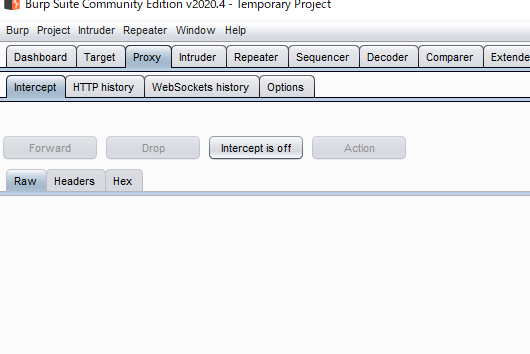 Burp Suite Community Edition v2020.4 - Temporary Project
Burp Project Intruder Repeater Window Help
Dashboard Target Proxy Intruder Repeater Sequencer Decoder Comparer Extende
Intercept HTTP history WebSockets history Options
Forward Drop Intercept is off Action
Raw Headers Hex